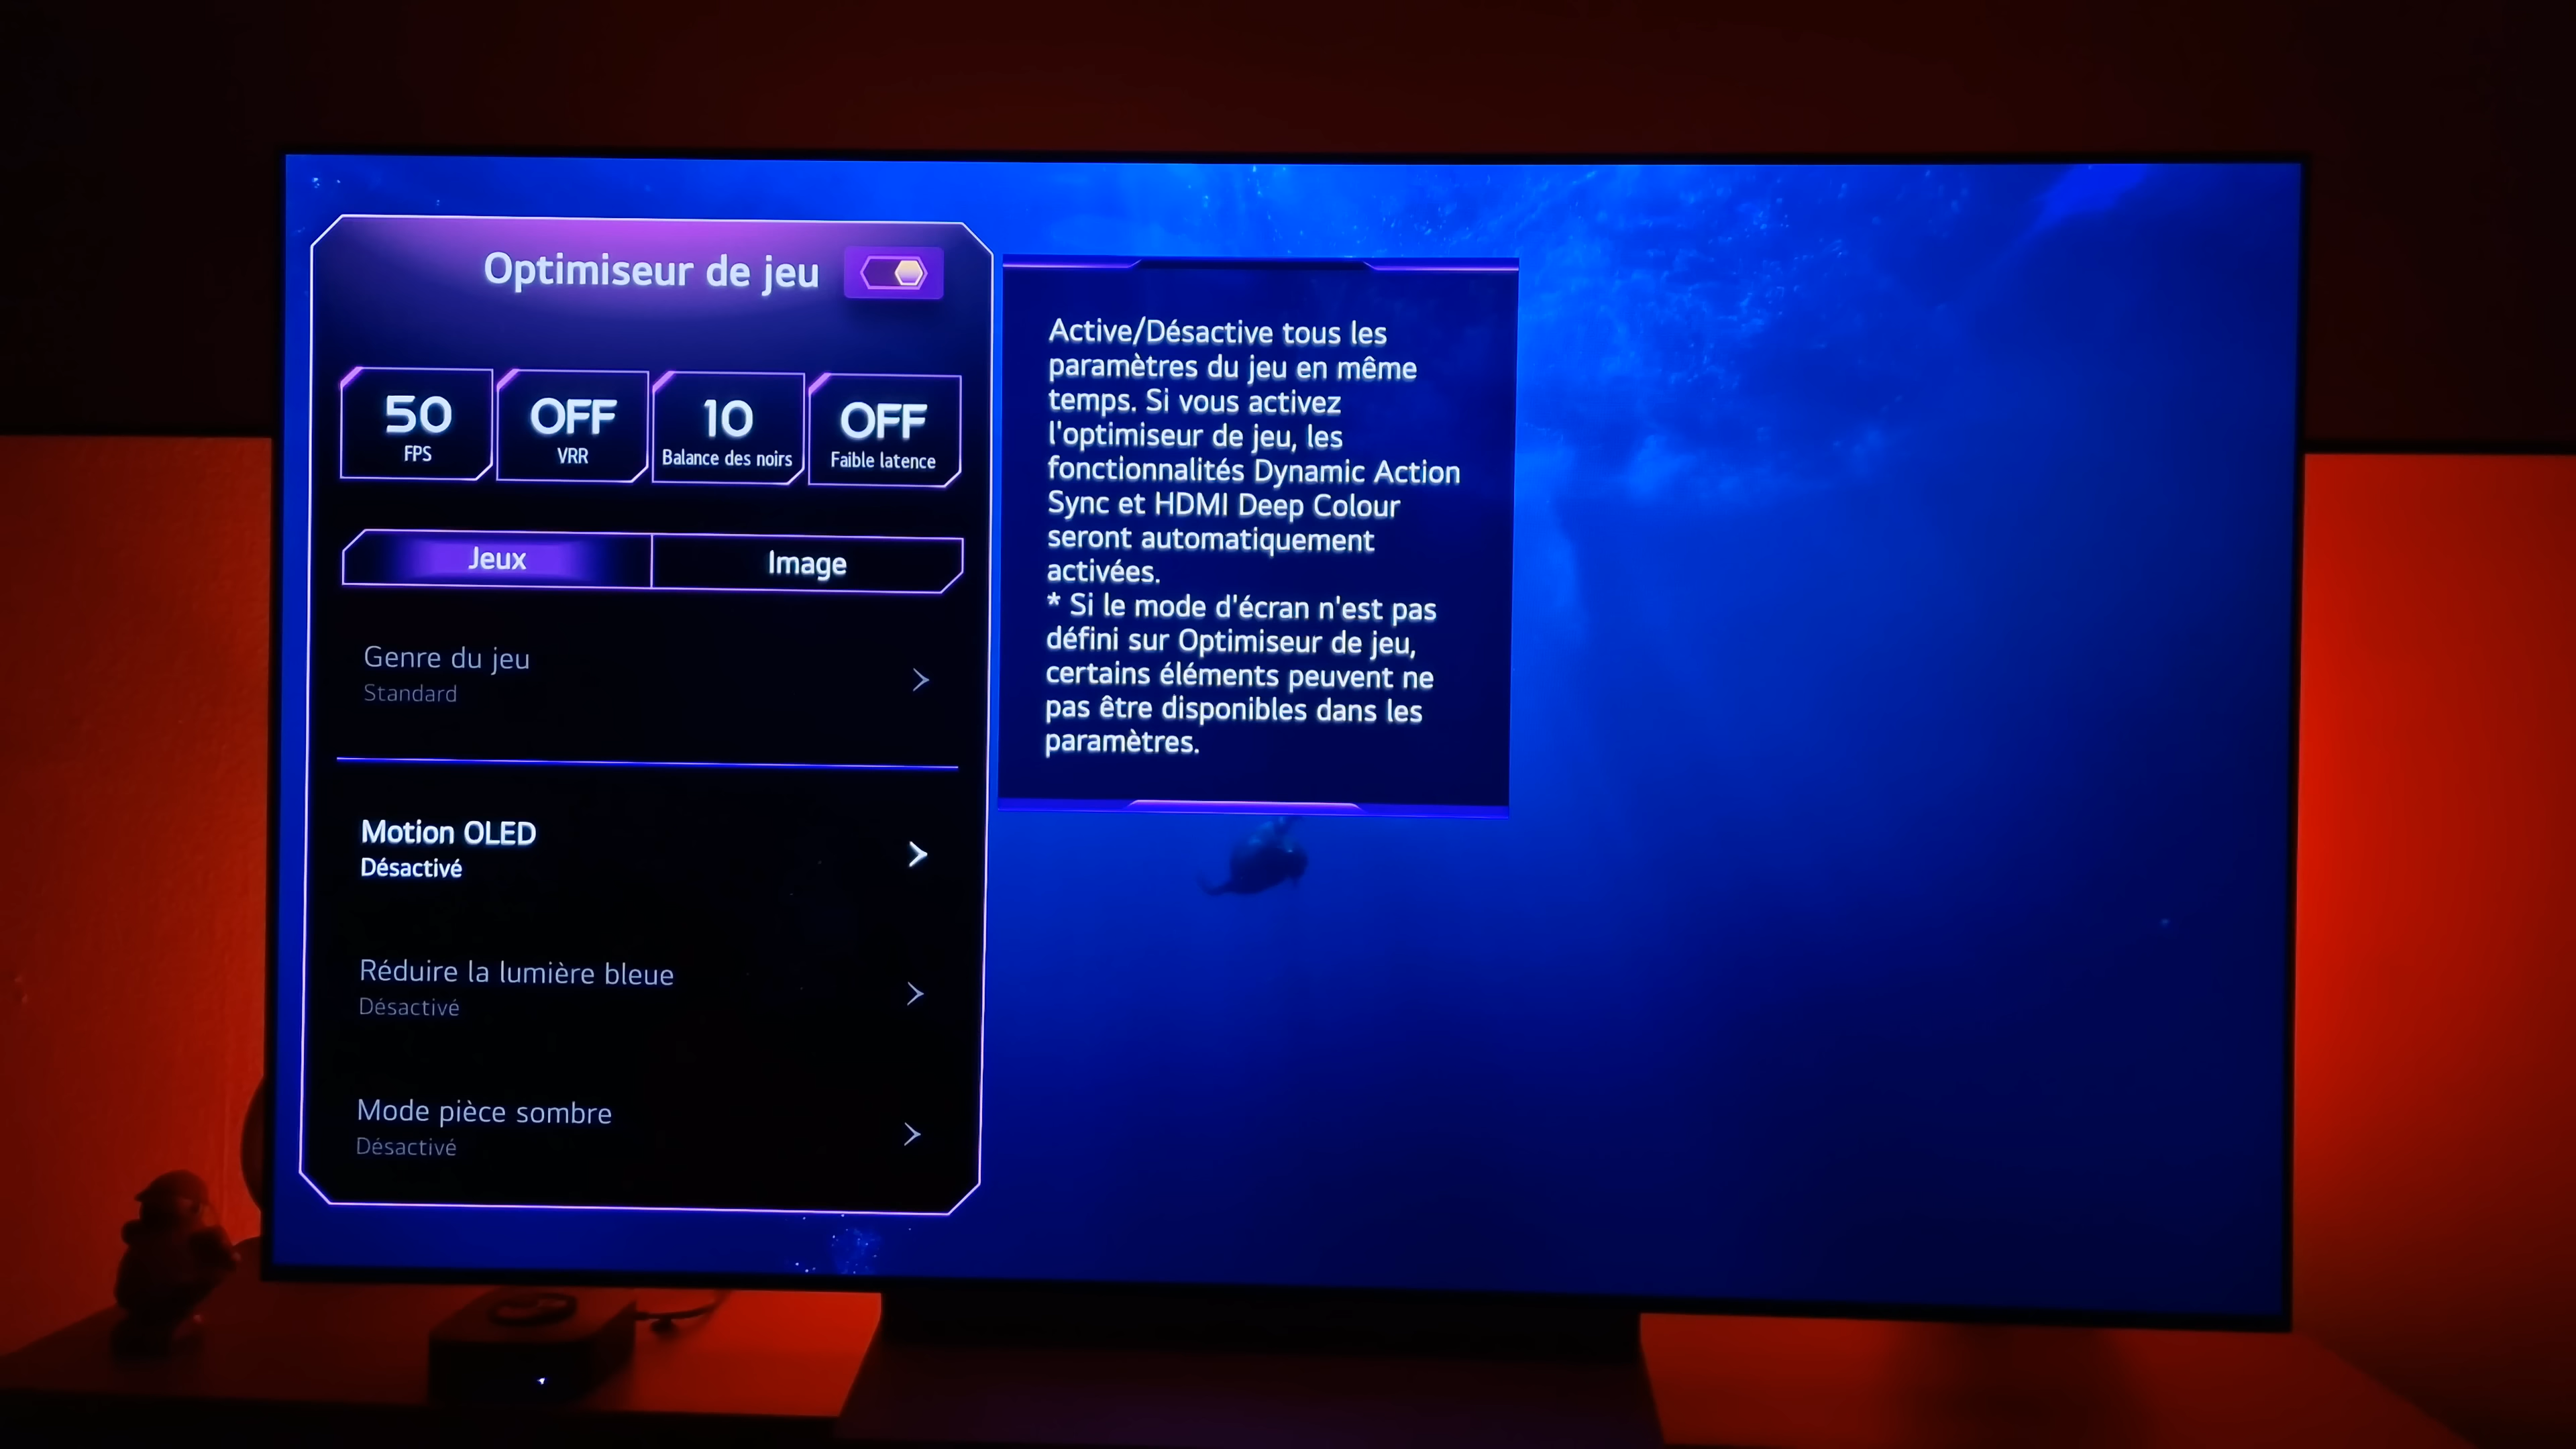 Optimiseur de jeu
50
FPS
OFF
VRR
10
Balance des noirs
OFF
Faible latence
Jeux
Image
Genre du jeu
Standard
Motion OLED
Désactivé
Réduire la lumière bleue
Désactivé
Mode pièce sombre
Désactivé
Active/Désactive tous les
paramètres du jeu en même
temps. Si vous activez
l'optimiseur de jeu, les
fonctionnalités Dynamic Action
Sync et HDMI Deep Colour
seront automatiquement
activées.
* Si le mode d'écran n'est pas
défini sur Optimiseur de jeu,
certains éléments peuvent ne
pas être disponibles dans les
paramètres.